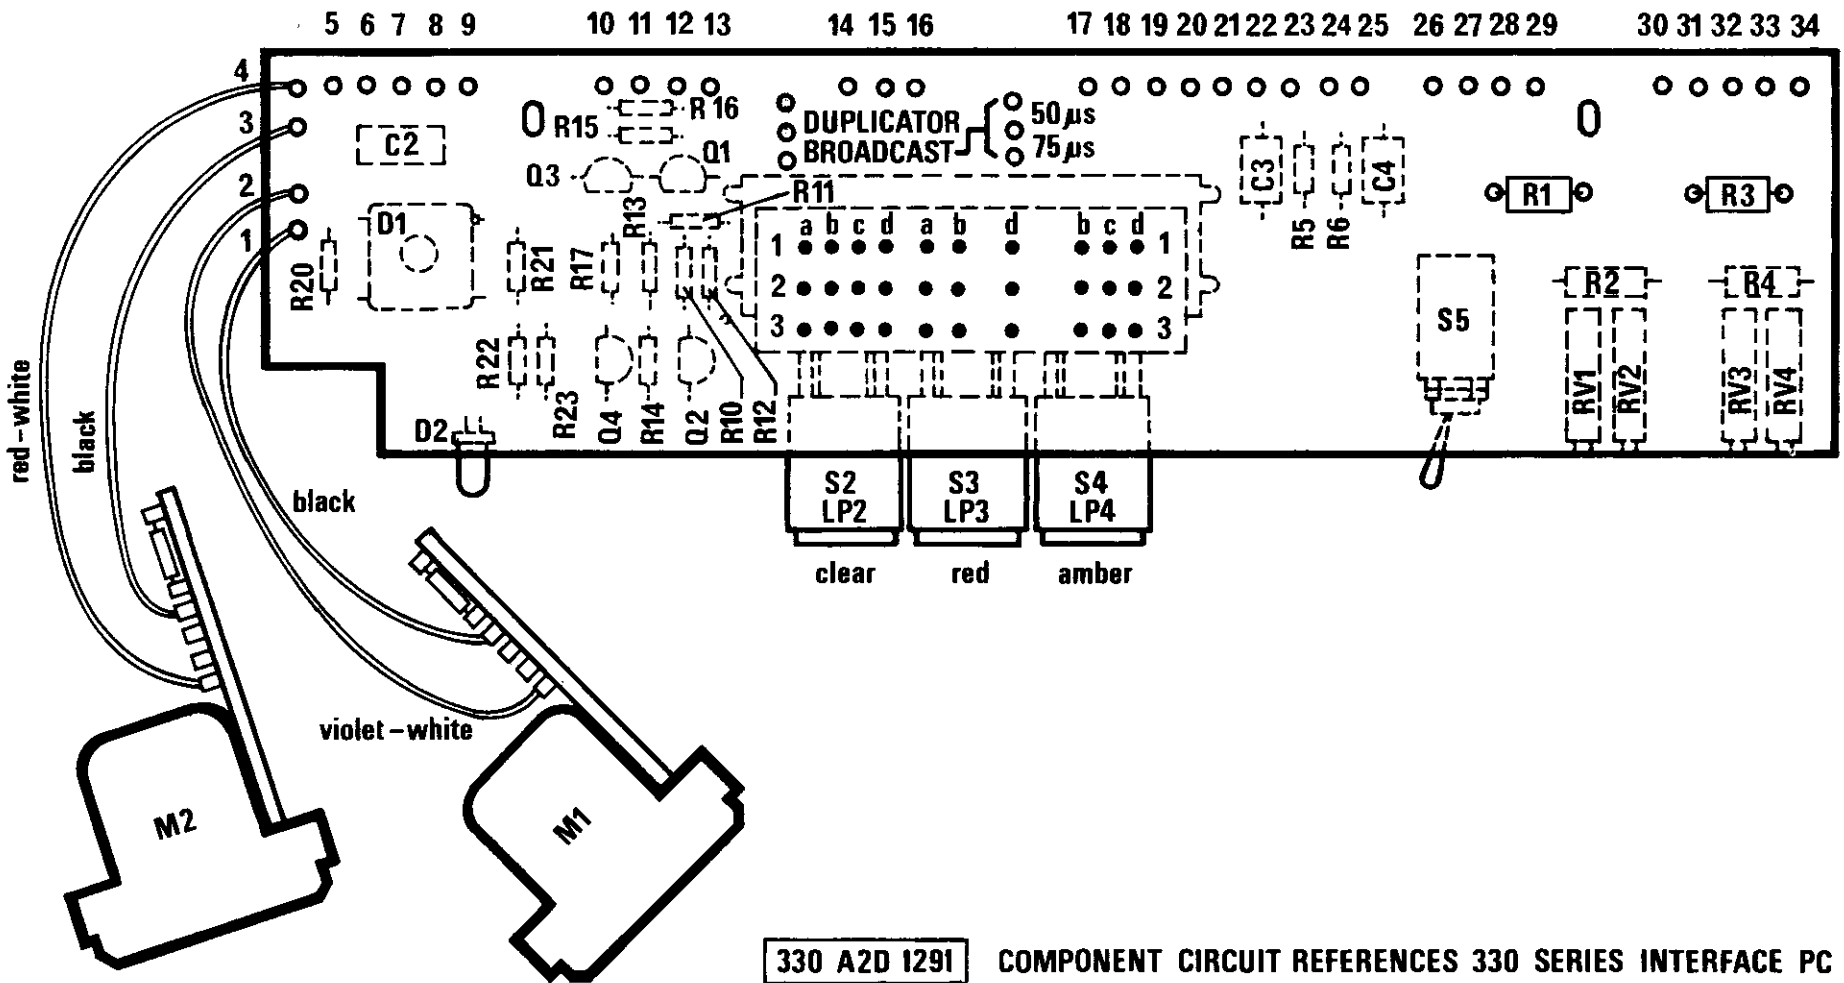 5 6 7 8 9 10 11 12 13 14 15 16 17 18 19 20 21 22 23 24 25 26 27 28 29 30 31 32 33 34
4
3
2
1
C2
D1
R20
R15
R16
Q3
Q1
R13
R11
R21
R17
R22
R23
Q4
R14
Q2
R10
R12
D2
DUPLICATOR
BROADCAST
50µs
75µs
a b c d a b d b c d
1 1
2 2
3 3
C3
R5
R6
C4
R1
R3
R2
R4
S5
RV1
RV2
RV3
RV4
S2
LP2
S3
LP3
S4
LP4
clear
red
amber
red-white
black
black
violet-white
M2
M1
330 A2D 1291
COMPONENT CIRCUIT REFERENCES 330 SERIES INTERFACE PC